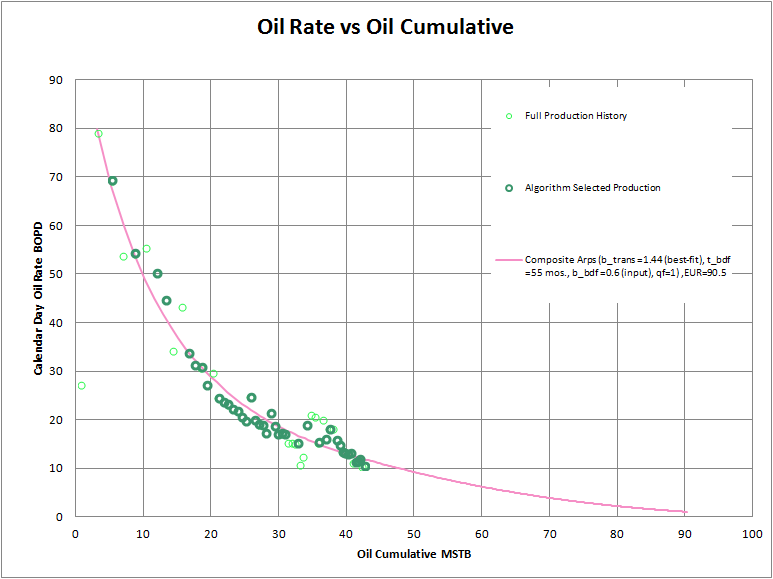 Oil Rate vs Oil Cumulative
90
80
70
60
50
40
30
20
10
0
Calendar Day Oil Rate BOPD
Full Production History
Algorithm Selected Production
Composite Arps (b_trans =1.44 (best-fit), t_bdf
=55 mos., b_bdf =0.6 (input), qf=1) ,EUR=90.5
0 10 20 30 40 50 60 70 80 90 100
Oil Cumulative MSTB